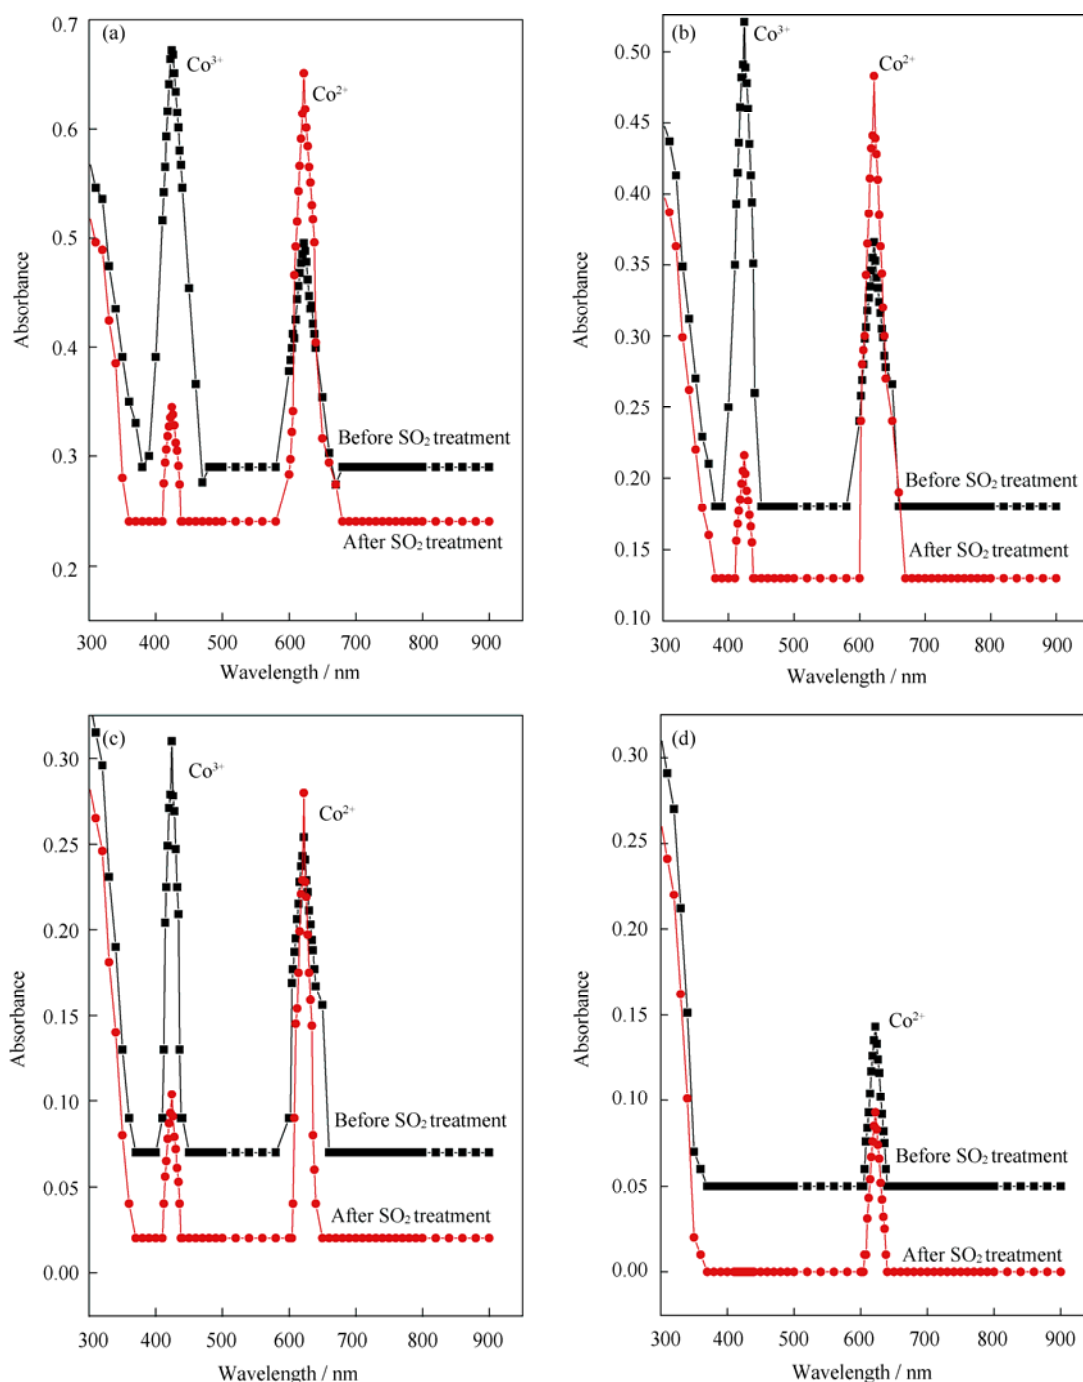 (a)
Co³⁺
Co²⁺
Before SO₂ treatment
After SO₂ treatment
0.7
0.6
0.5
0.4
0.3
0.2
Absorbance
300 400 500 600 700 800 900
Wavelength / nm
(b)
Co³⁺
Co²⁺
Before SO₂ treatment
After SO₂ treatment
0.50
0.45
0.40
0.35
0.30
0.25
0.20
0.15
0.10
Absorbance
300 400 500 600 700 800 900
Wavelength / nm
(c)
Co³⁺
Co²⁺
Before SO₂ treatment
After SO₂ treatment
0.30
0.25
0.20
0.15
0.10
0.05
0.00
Absorbance
300 400 500 600 700 800 900
Wavelength / nm
(d)
Co²⁺
Before SO₂ treatment
After SO₂ treatment
0.30
0.25
0.20
0.15
0.10
0.05
0.00
Absorbance
300 400 500 600 700 800 900
Wavelength / nm